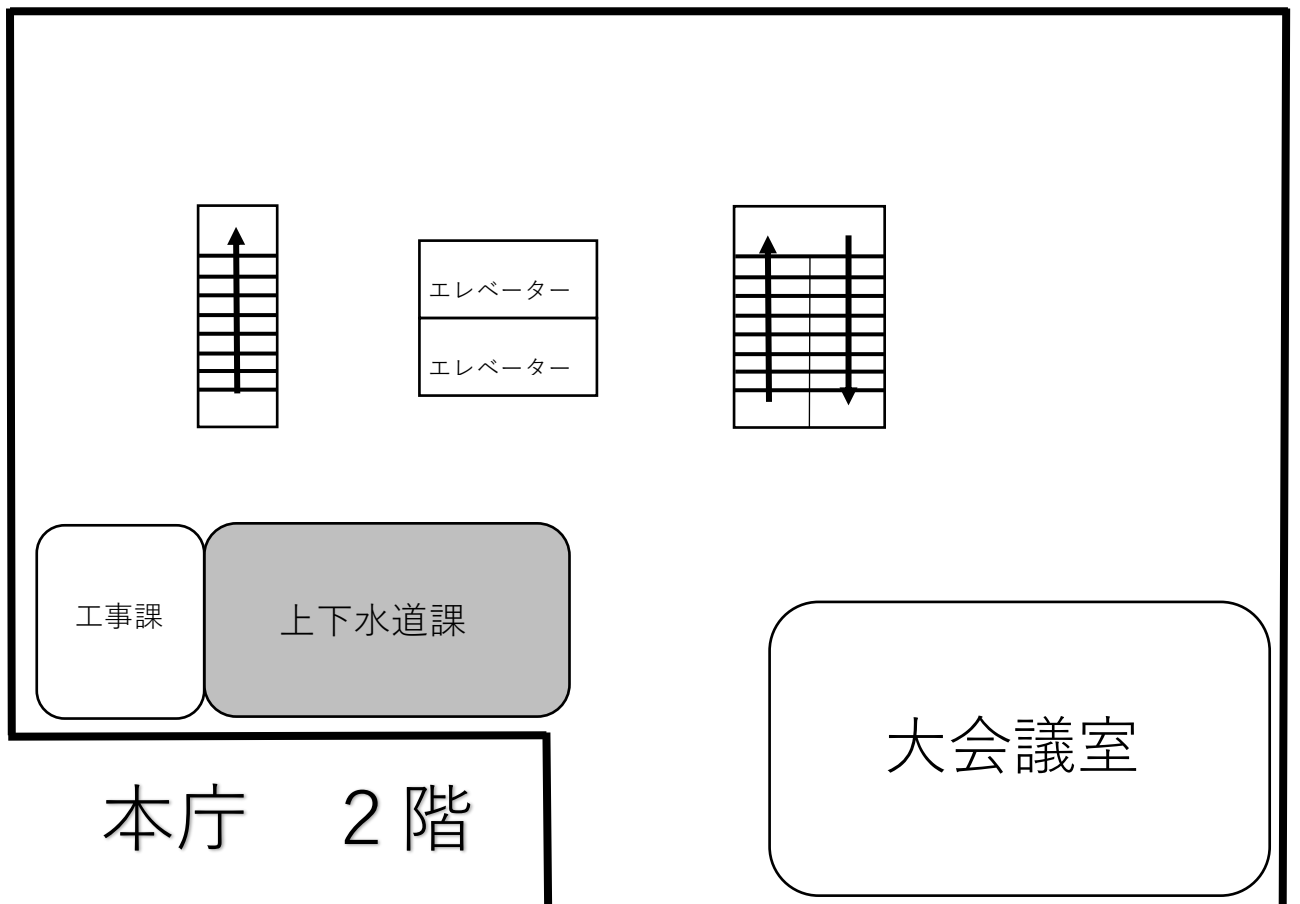 エレベーター
エレベーター
工事課
上下水道課
大会議室
本庁　２階